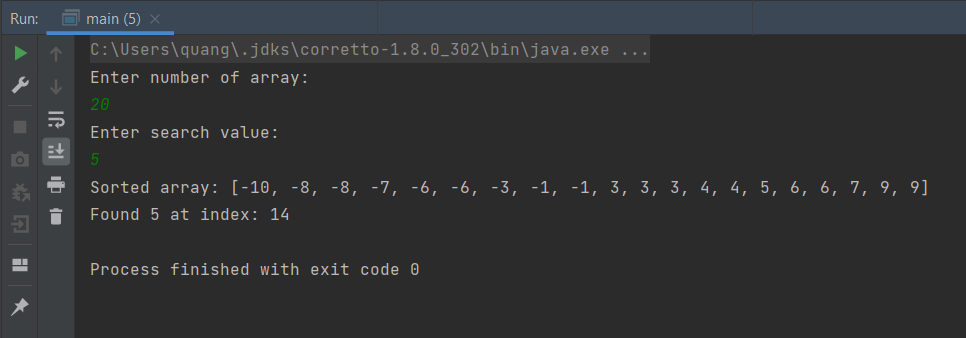 Run: main (5)
C:\Users\quang\.jdks\corretto-1.8.0_302\bin\java.exe ...
Enter number of array:
20
Enter search value:
5
Sorted array: [-10, -8, -8, -7, -6, -6, -3, -1, -1, 3, 3, 3, 4, 4, 5, 6, 6, 7, 9, 9]
Found 5 at index: 14
Process finished with exit code 0